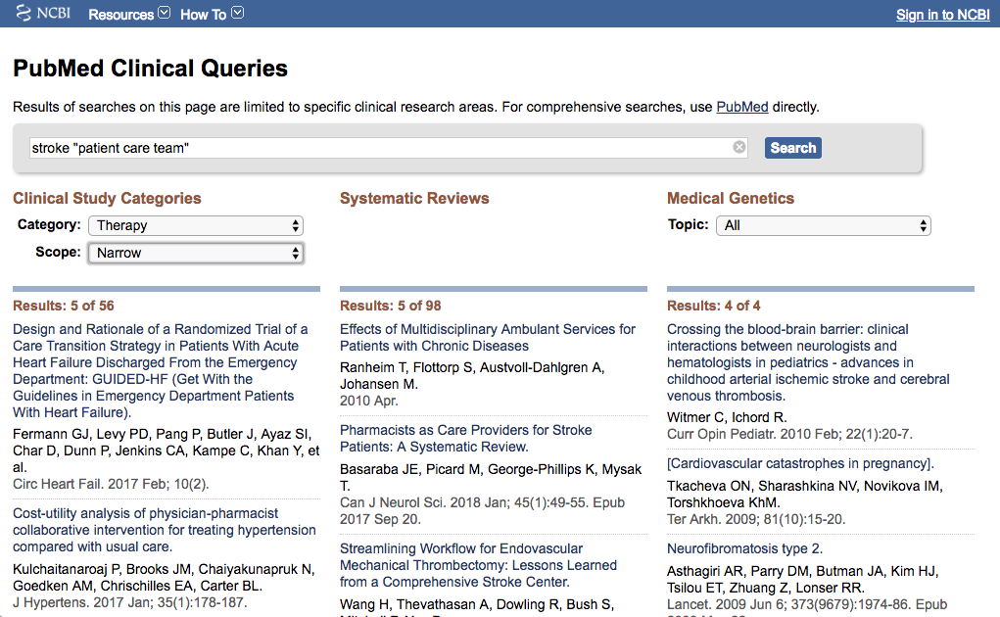 NCBI Resources How To Sign in to NCBI
PubMed Clinical Queries
Results of searches on this page are limited to specific clinical research areas. For comprehensive searches, use PubMed directly.
stroke "patient care team"
Search
Clinical Study Categories
Category: Therapy
Scope: Narrow
Results: 5 of 56
Design and Rationale of a Randomized Trial of a
Care Transition Strategy in Patients With Acute
Heart Failure Discharged From the Emergency
Department: GUIDED-HF (Get With the
Guidelines in Emergency Department Patients
With Heart Failure).
Fermann GJ, Levy PD, Pang P, Butler J, Ayaz SI,
Char D, Dunn P, Jenkins CA, Kampe C, Khan Y, et
al.
Circ Heart Fail. 2017 Feb; 10(2).
Cost-utility analysis of physician-pharmacist
collaborative intervention for treating hypertension
compared with usual care.
Kulchaitanaroaj P, Brooks JM, Chaiyakunapruk N,
Goedken AM, Chrischilles EA, Carter BL.
J Hypertens. 2017 Jan; 35(1):178-187.
Systematic Reviews
Results: 5 of 98
Effects of Multidisciplinary Ambulant Services for
Patients with Chronic Diseases
Ranheim T, Flottorp S, Austvoll-Dahlgren A,
Johansen M.
2010 Apr.
Pharmacists as Care Providers for Stroke
Patients: A Systematic Review.
Basaraba JE, Picard M, George-Phillips K, Mysak
T.
Can J Neurol Sci. 2018 Jan; 45(1):49-55. Epub
2017 Sep 20.
Streamlining Workflow for Endovascular
Mechanical Thrombectomy: Lessons Learned
from a Comprehensive Stroke Center.
Wang H, Thevathasan A, Dowling R, Bush S,
Medical Genetics
Topic: All
Results: 4 of 4
Crossing the blood-brain barrier: clinical
interactions between neurologists and
hematologists in pediatrics - advances in
childhood arterial ischemic stroke and cerebral
venous thrombosis.
Witmer C, Ichord R.
Curr Opin Pediatr. 2010 Feb; 22(1):20-7.
[Cardiovascular catastrophes in pregnancy].
Tkacheva ON, Sharashkina NV, Novikova IM,
Torshkhoeva KhM.
Ter Arkh. 2009; 81(10):15-20.
Neurofibromatosis type 2.
Asthagiri AR, Parry DM, Butman JA, Kim HJ,
Tsilou ET, Zhuang Z, Lonser RR.
Lancet. 2009 Jun 6; 373(9679):1974-86. Epub